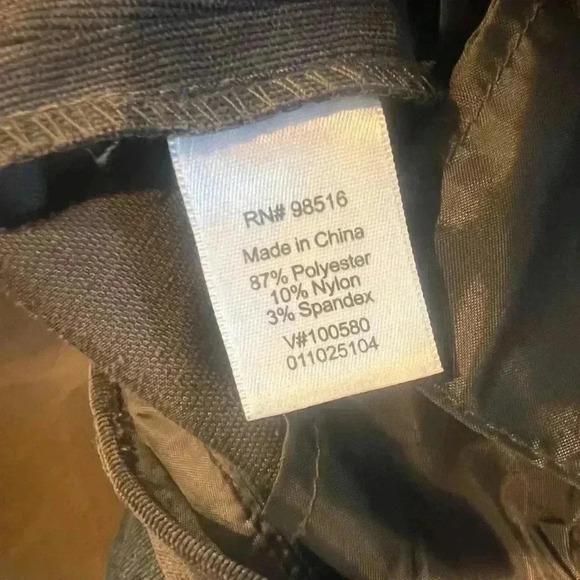 RN# 98516
Made in China
87% Polyester
10% Nylon
3% Spandex
V#100580
011025104